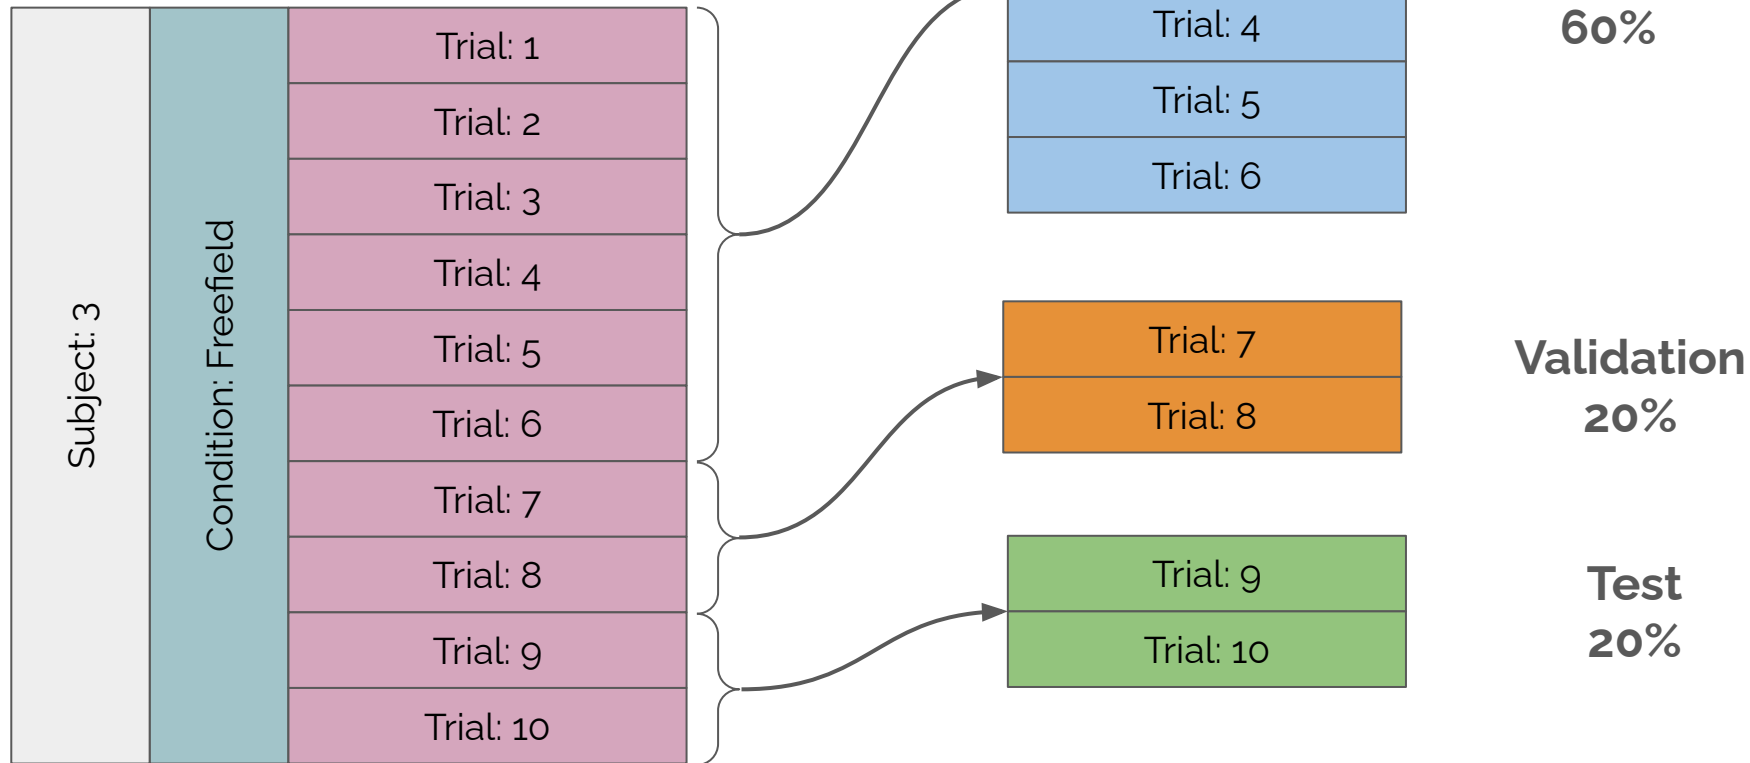 Subject: 3
Condition: Freefield
Trial: 1
Trial: 2
Trial: 3
Trial: 4
Trial: 5
Trial: 6
Trial: 7
Trial: 8
Trial: 9
Trial: 10
Trial: 4
Trial: 5
Trial: 6
60%
Trial: 7
Trial: 8
Validation
20%
Trial: 9
Trial: 10
Test
20%